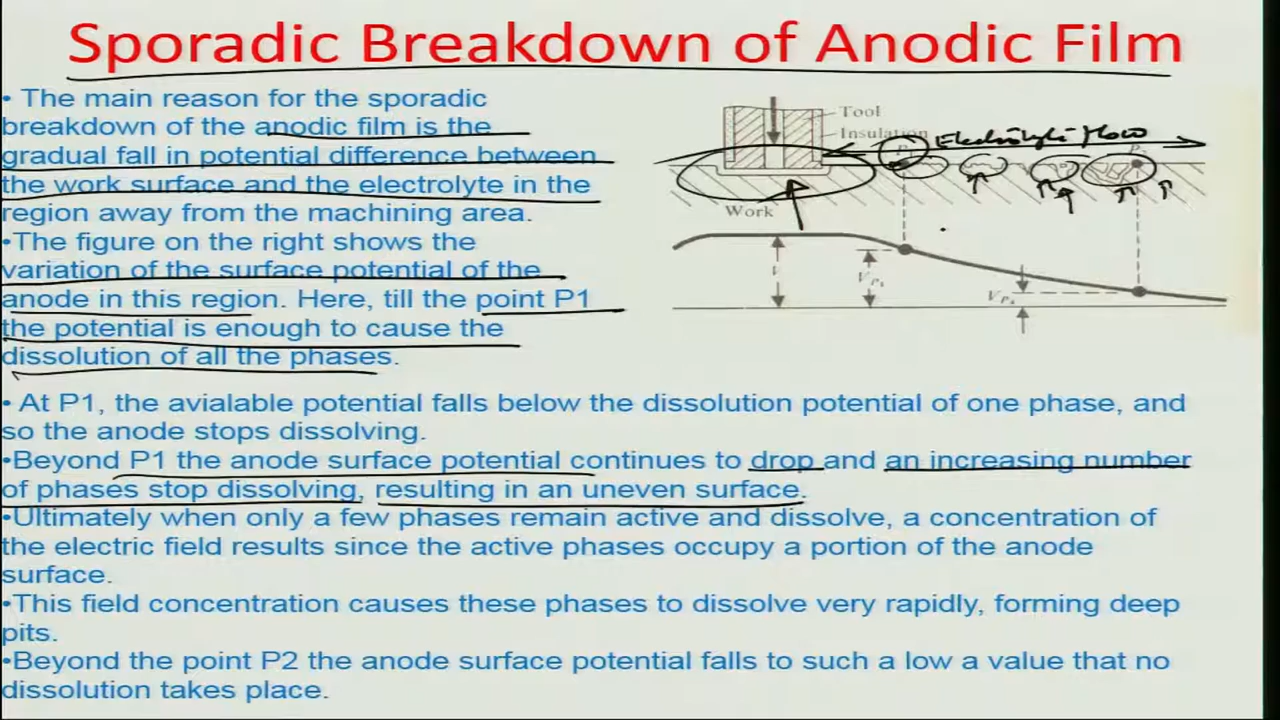 Sporadic Breakdown of Anodic Film
• The main reason for the sporadic
breakdown of the anodic film is the
gradual fall in potential difference between
the work surface and the electrolyte in the
region away from the machining area.
•The figure on the right shows the
variation of the surface potential of the
anode in this region. Here, till the point P1
the potential is enough to cause the
dissolution of all the phases.
Tool
Insulation
Electrolyte flow
Work
V
VP₁
VP₂
• At P1, the avialable potential falls below the dissolution potential of one phase, and
so the anode stops dissolving.
•Beyond P1 the anode surface potential continues to drop and an increasing number
of phases stop dissolving, resulting in an uneven surface.
•Ultimately when only a few phases remain active and dissolve, a concentration of
the electric field results since the active phases occupy a portion of the anode
surface.
•This field concentration causes these phases to dissolve very rapidly, forming deep
pits.
•Beyond the point P2 the anode surface potential falls to such a low a value that no
dissolution takes place.